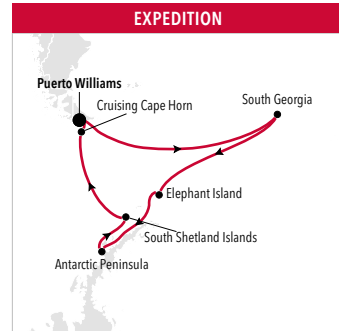 EXPEDITION
Puerto Williams
Cruising Cape Horn
South Georgia
Elephant Island
South Shetland Islands
Antarctic Peninsula